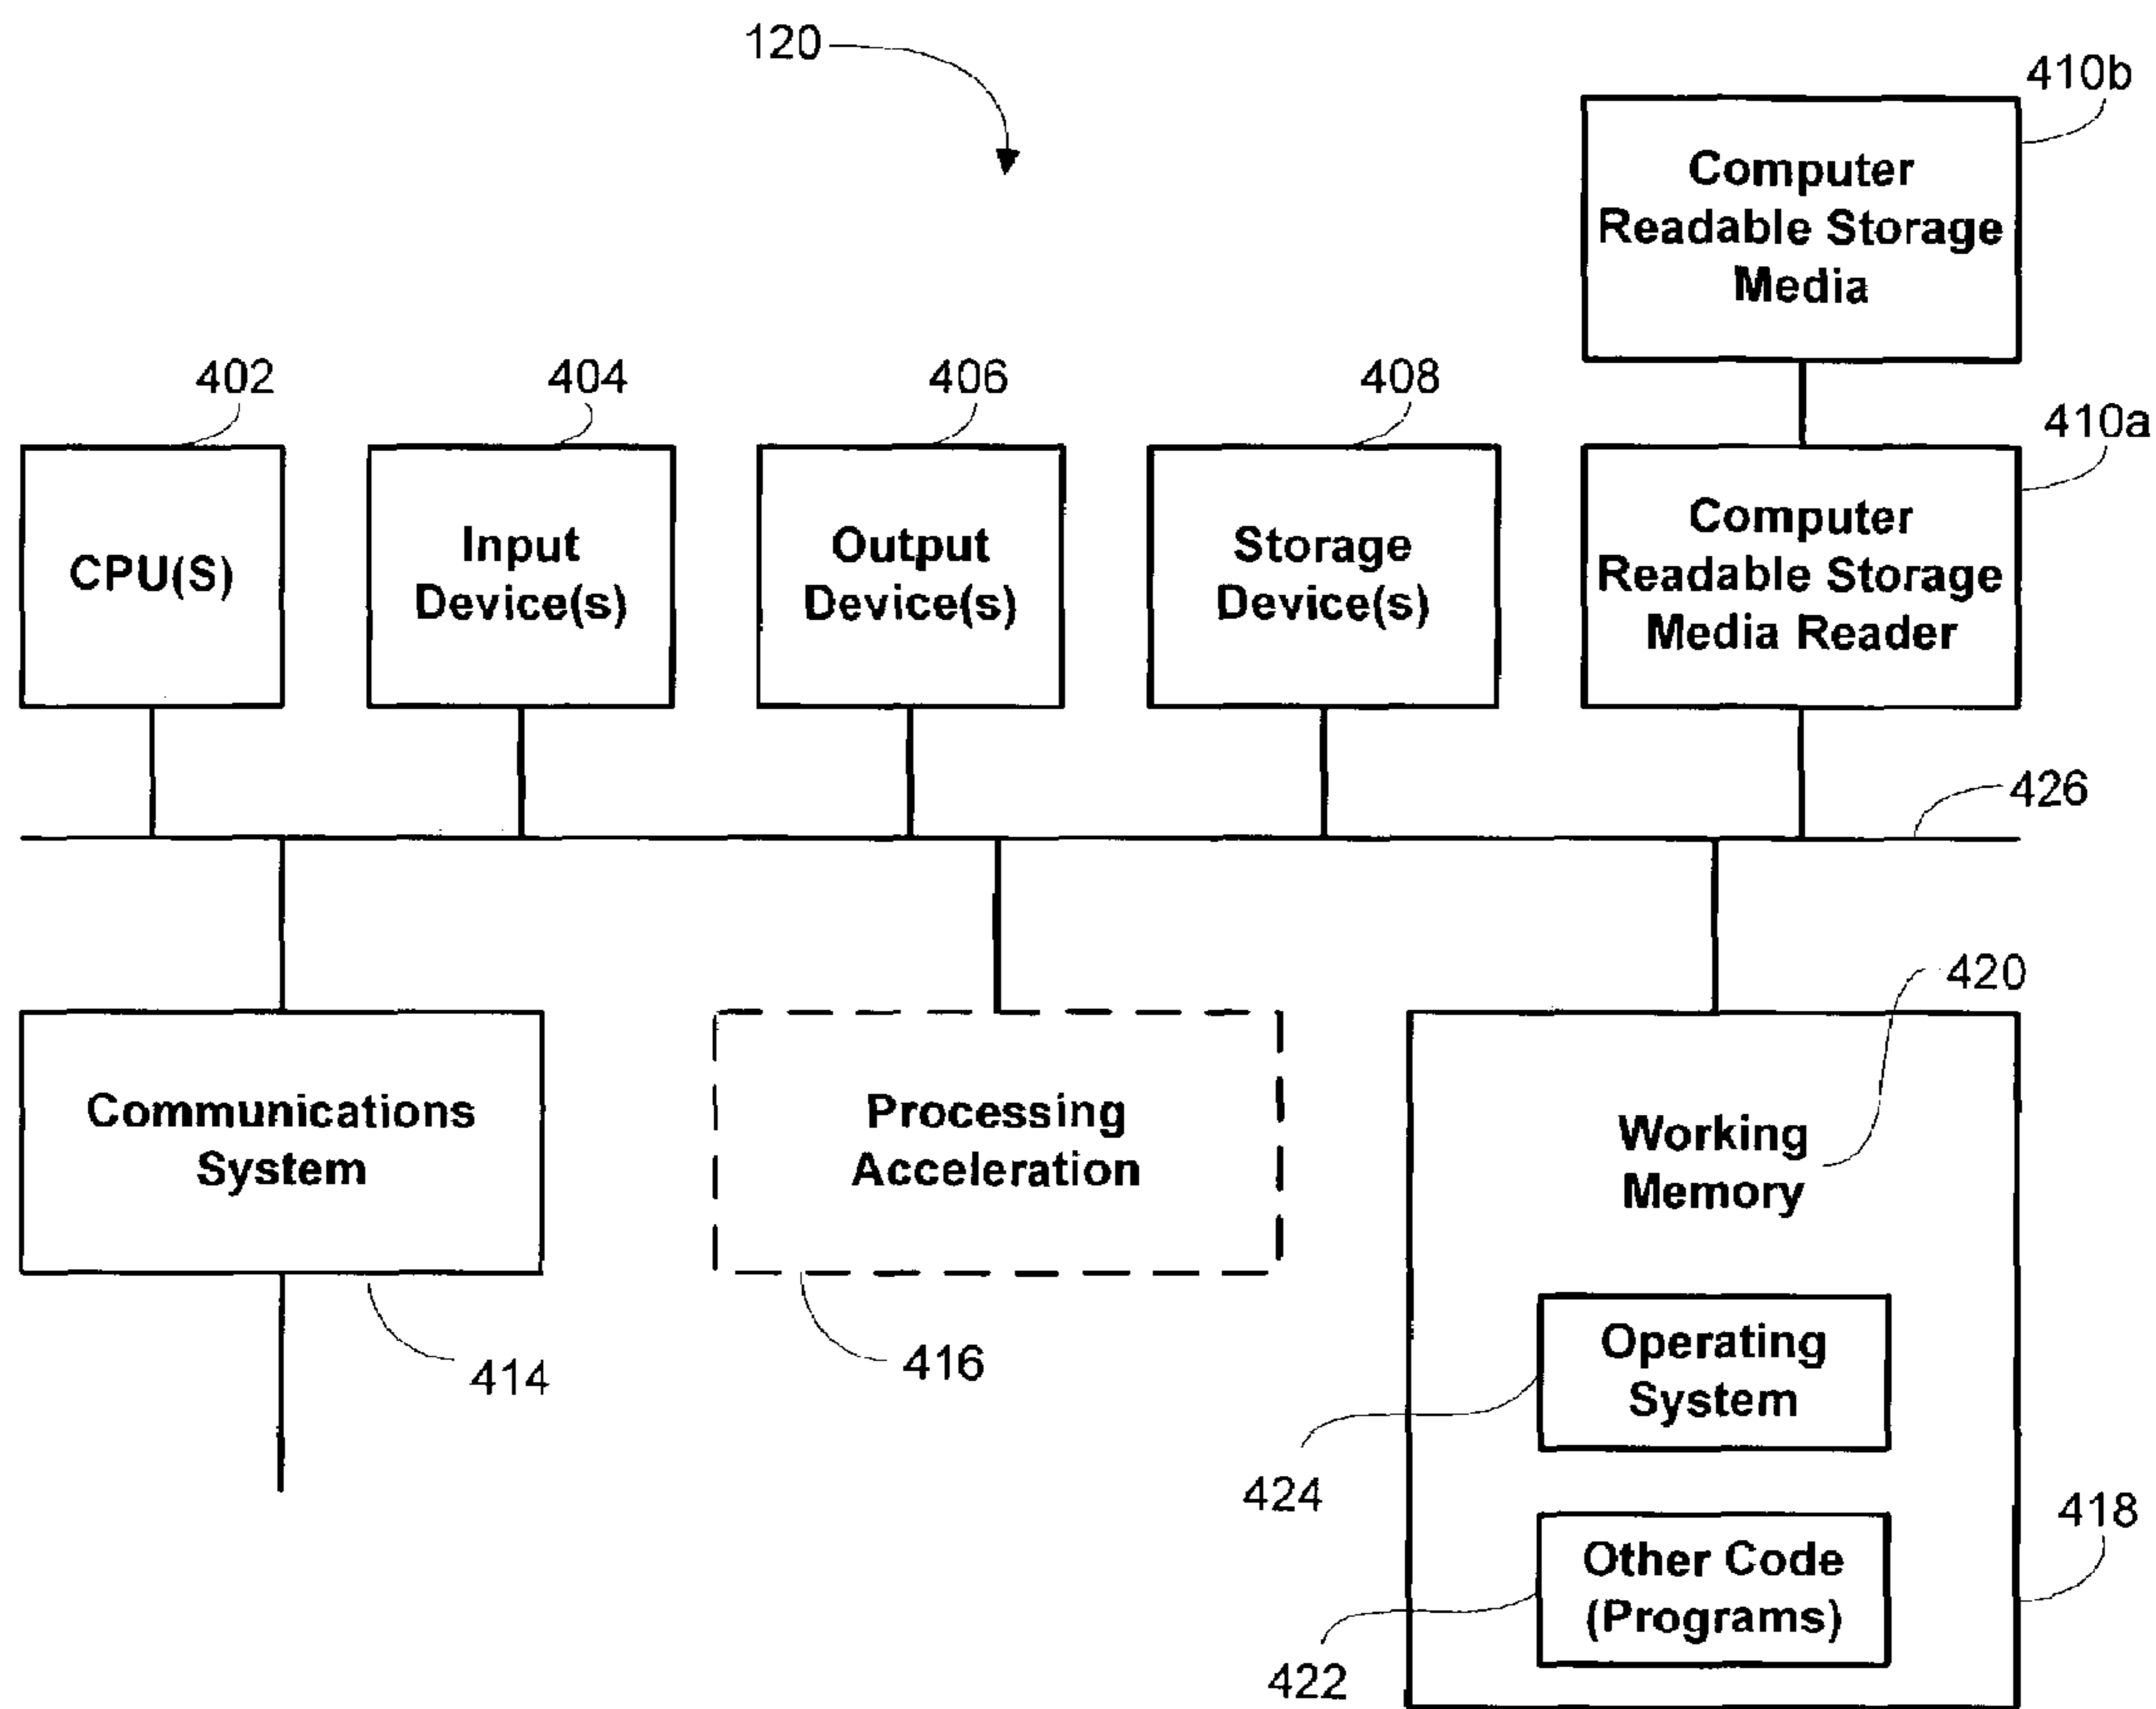 120
410b
Computer
Readable Storage
Media
402
404
406
408
410a
CPU(S)
Input
Device(s)
Output
Device(s)
Storage
Device(s)
Computer
Readable Storage
Media Reader
426
420
Communications
System
Processing
Acceleration
Working
Memory
414
416
Operating
System
424
418
Other Code
(Programs)
422